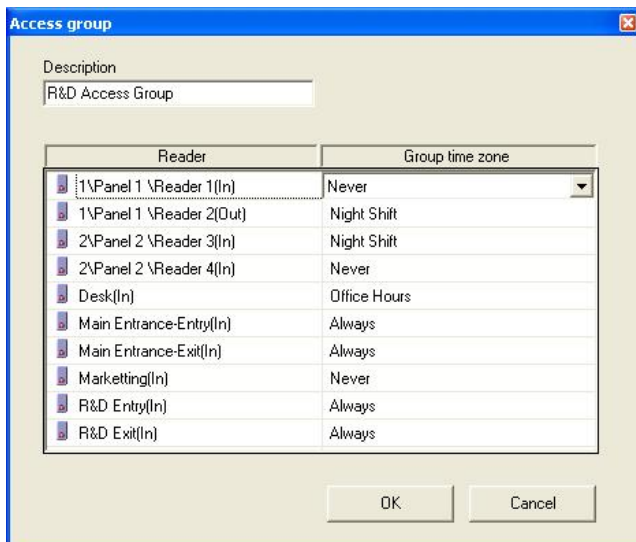 Access group
Description
R&D Access Group
Reader Group time zone
1\Panel 1 \Reader 1(In) Never
1\Panel 1 \Reader 2(Out) Night Shift
2\Panel 2 \Reader 3(In) Night Shift
2\Panel 2 \Reader 4(In) Never
Desk(In) Office Hours
Main Entrance-Entry(In) Always
Main Entrance-Exit(In) Always
Marketting(In) Never
R&D Entry(In) Always
R&D Exit(In) Always
OK Cancel